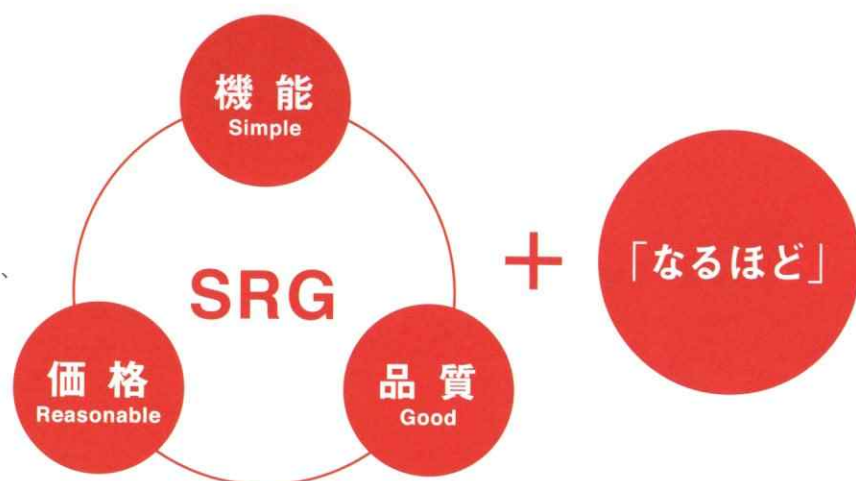 機能
Simple
SRG
価格
Reasonable
品質
Good
+
「なるほど」
、